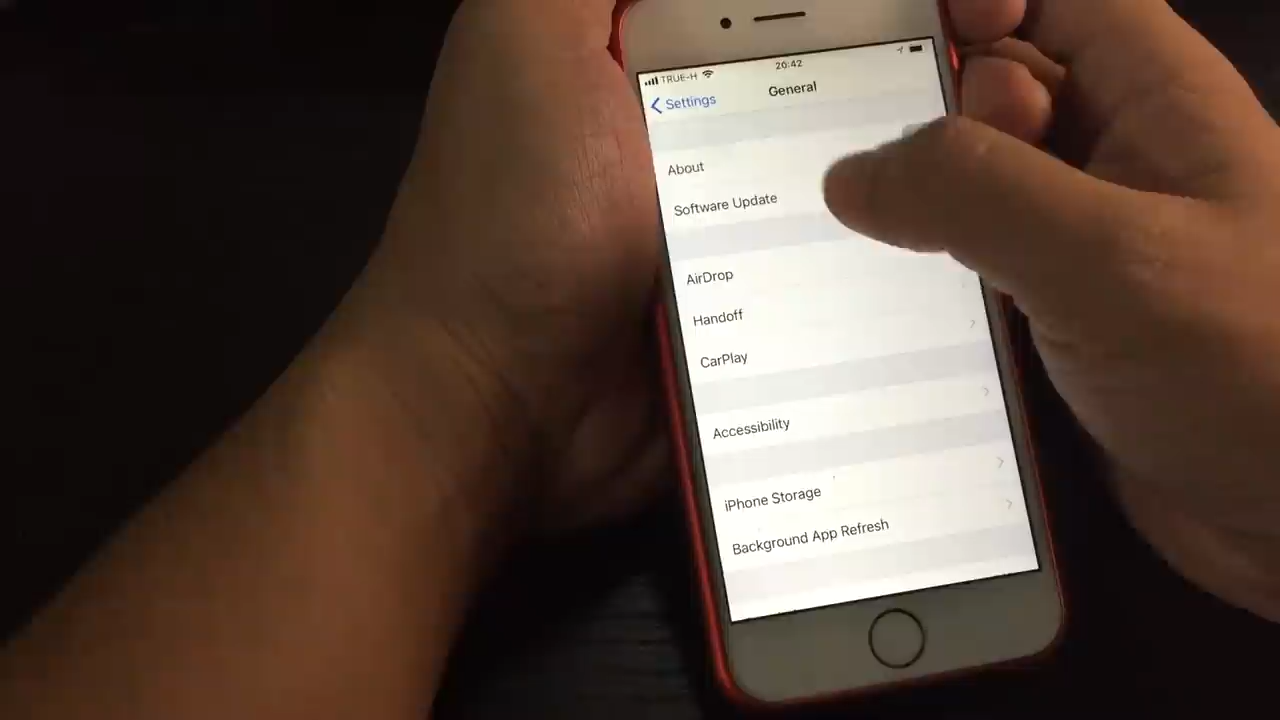 TRUE-H
20:42
Settings
General
About
Software Update
AirDrop
Handoff
CarPlay
Accessibility
iPhone Storage
Background App Refresh